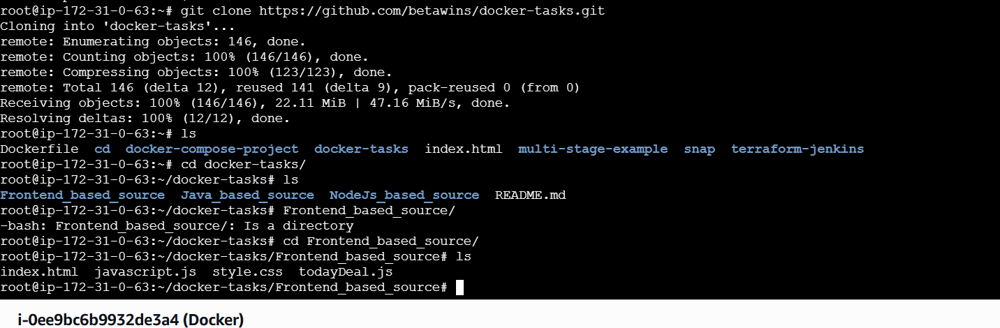 root@ip-172-31-0-63:~# git clone https://github.com/betawins/docker-tasks.git
Cloning into 'docker-tasks'...
remote: Enumerating objects: 146, done.
remote: Counting objects: 100% (146/146), done.
remote: Compressing objects: 100% (123/123), done.
remote: Total 146 (delta 12), reused 141 (delta 9), pack-reused 0 (from 0)
Receiving objects: 100% (146/146), 22.11 MiB | 47.16 MiB/s, done.
Resolving deltas: 100% (12/12), done.
root@ip-172-31-0-63:~# ls
Dockerfile  cd  docker-compose-project  docker-tasks  index.html  multi-stage-example  snap  terraform-jenkins
root@ip-172-31-0-63:~# cd docker-tasks/
root@ip-172-31-0-63:~/docker-tasks# ls
Frontend_based_source  Java_based_source  NodeJs_based_source  README.md
root@ip-172-31-0-63:~/docker-tasks# Frontend_based_source/
-bash: Frontend_based_source/: Is a directory
root@ip-172-31-0-63:~/docker-tasks# cd Frontend_based_source/
root@ip-172-31-0-63:~/docker-tasks/Frontend_based_source# ls
index.html  javascript.js  style.css  todayDeal.js
root@ip-172-31-0-63:~/docker-tasks/Frontend_based_source#
i-0ee9bc6b9932de3a4 (Docker)